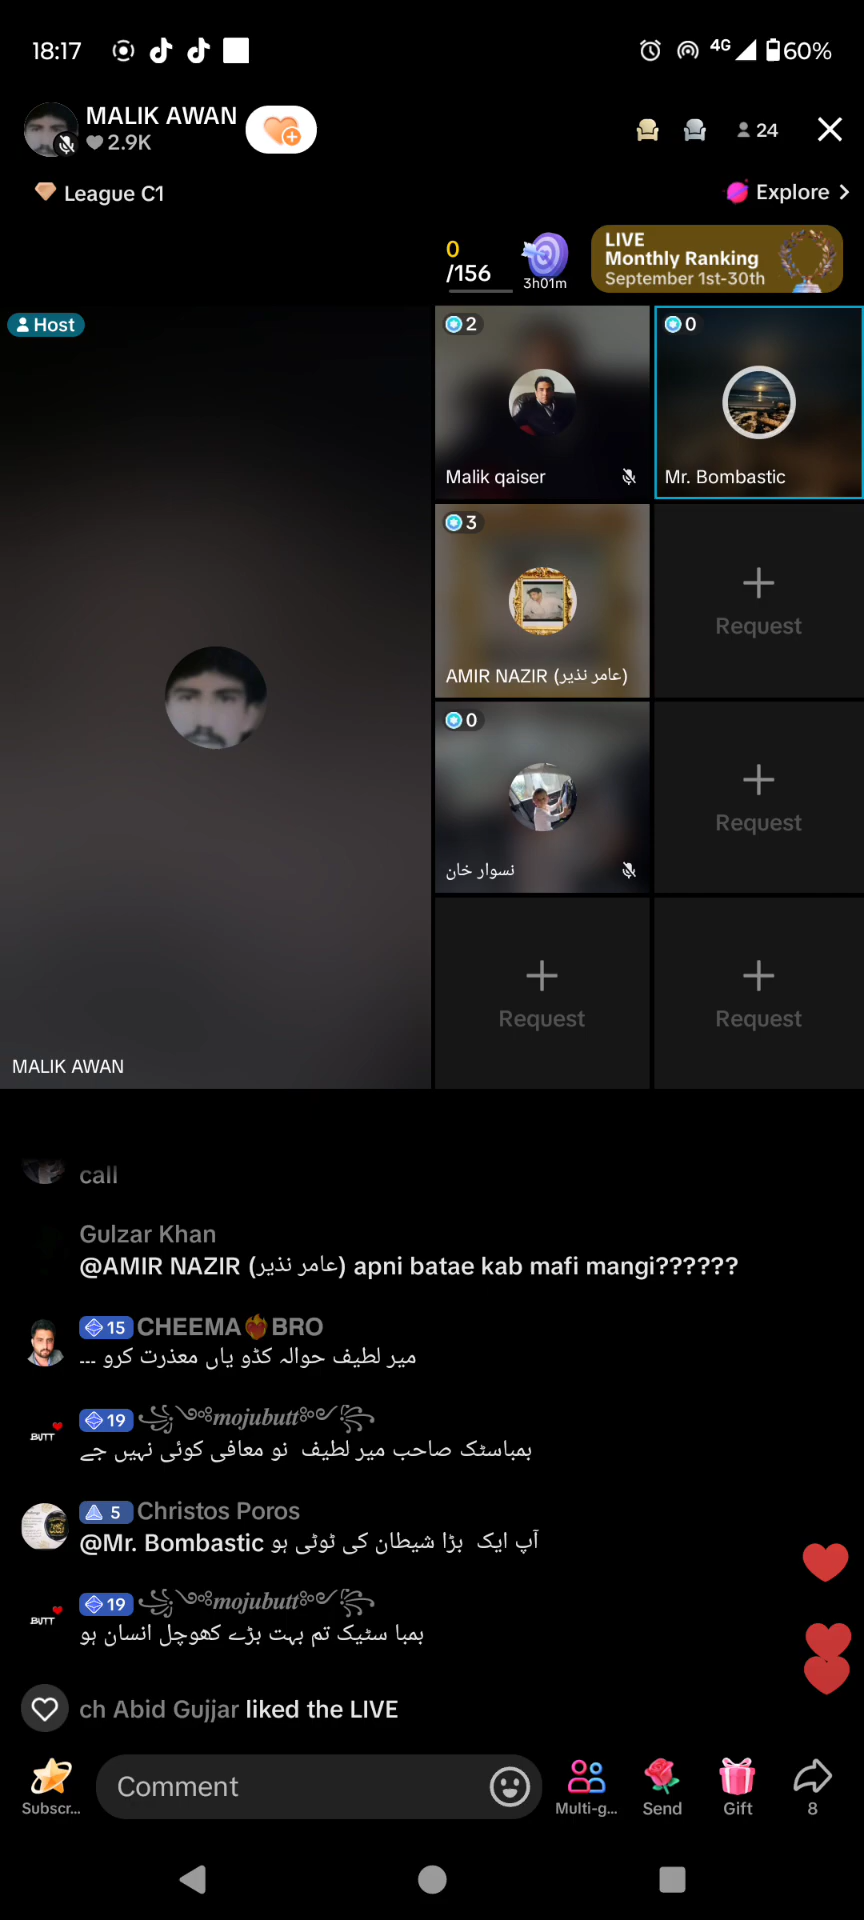 18:17
4G
60%
MALIK AWAN
2.9K
24
League C1
Explore
0
/156
3h01m
LIVE
Monthly Ranking
September 1st-30th
Host
2
Malik qaiser
0
Mr. Bombastic
3
AMIR NAZIR (عامر نذیر)
Request
0
نسوار خان
Request
Request
Request
MALIK AWAN
call
Gulzar Khan
@AMIR NAZIR (عامر نذیر) apni batae kab mafi mangi??????
15 CHEEMA❤️‍🔥BRO
میر لطیف حوالہ کڈو یاں معذرت کرو ...
BUTT
19 mojubutt
بمباسٹک صاحب میر لطیف نو معافی کوئی نہیں جے
5 Christos Poros
@Mr. Bombastic آپ ایک بڑا شیطان کی ٹوٹی ہو
BUTT
19 mojubutt
بمبا سٹیک تم بہت بڑے کھوچل انسان ہو
ch Abid Gujjar liked the LIVE
Comment
Subscr...
Multi-g...
Send
Gift
8